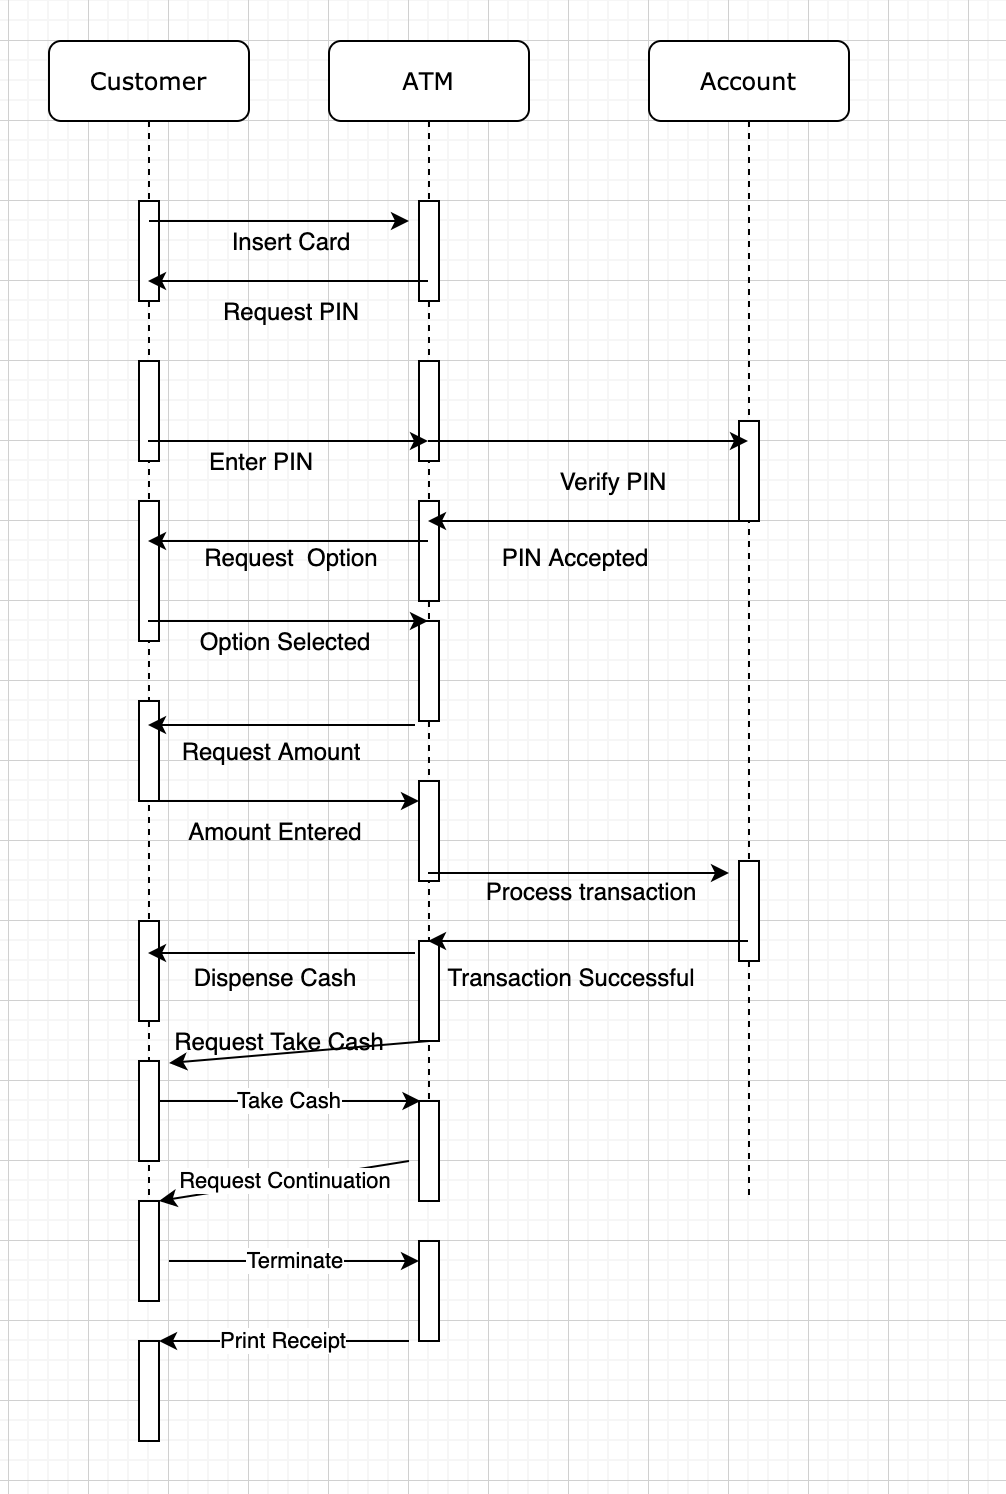 Customer
ATM
Account
Insert Card
Request PIN
Enter PIN
Verify PIN
Request  Option
PIN Accepted
Option Selected
Request Amount
Amount Entered
Process transaction
Dispense Cash
Transaction Successful
Request Take Cash
Take Cash
Request Continuation
Terminate
Print Receipt